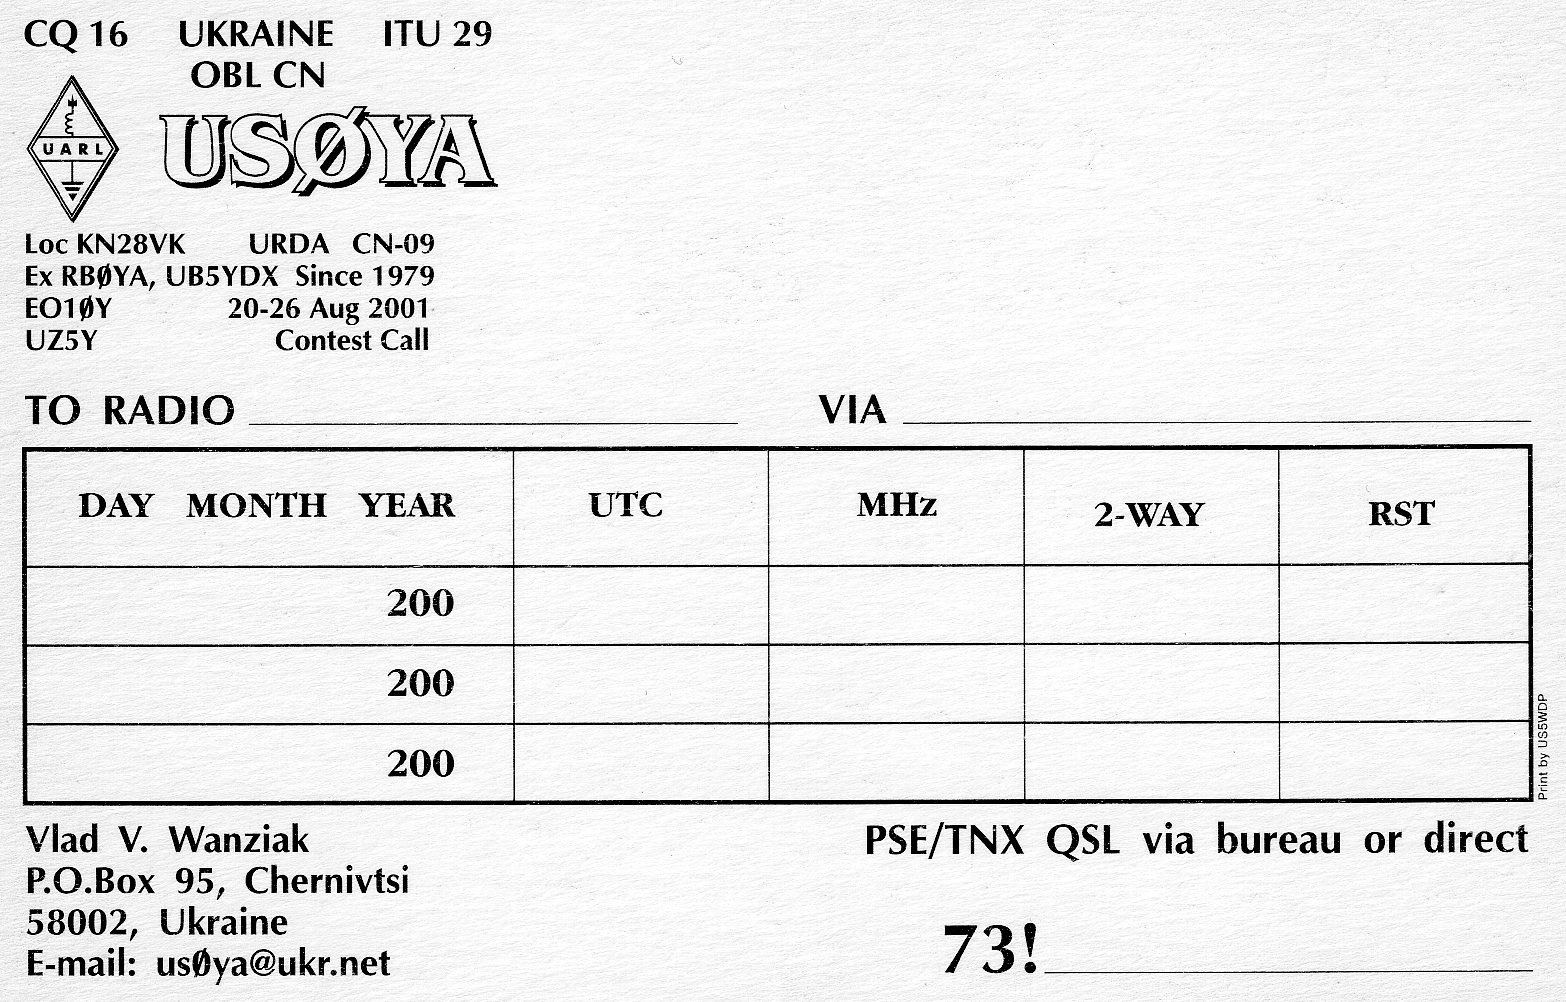 CQ 16 UKRAINE ITU 29
OBL CN
UARL
USØYA
Loc KN28VK URDA CN-09
Ex RBØYA, UB5YDX Since 1979
EO1ØY 20-26 Aug 2001
UZ5Y Contest Call
TO RADIO VIA
DAY MONTH YEAR UTC MHz 2-WAY RST
200
200
200
Print by US5WDP
Vlad V. Wanziak
P.O.Box 95, Chernivtsi
58002, Ukraine
E-mail: usØya@ukr.net
PSE/TNX QSL via bureau or direct
73!